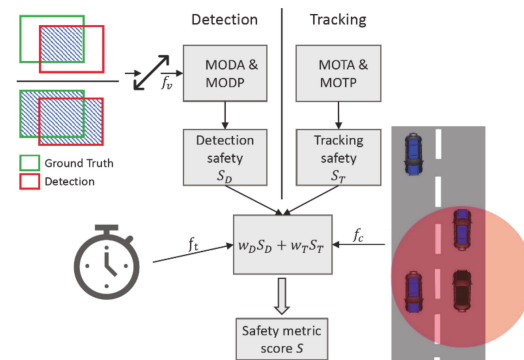 Detection
Tracking
f_v
MODA &
MODP
MOTA &
MOTP
Ground Truth
Detection
Detection
safety
S_D
Tracking
safety
S_T
f_t
w_D S_D + w_T S_T
f_c
Safety metric
score S